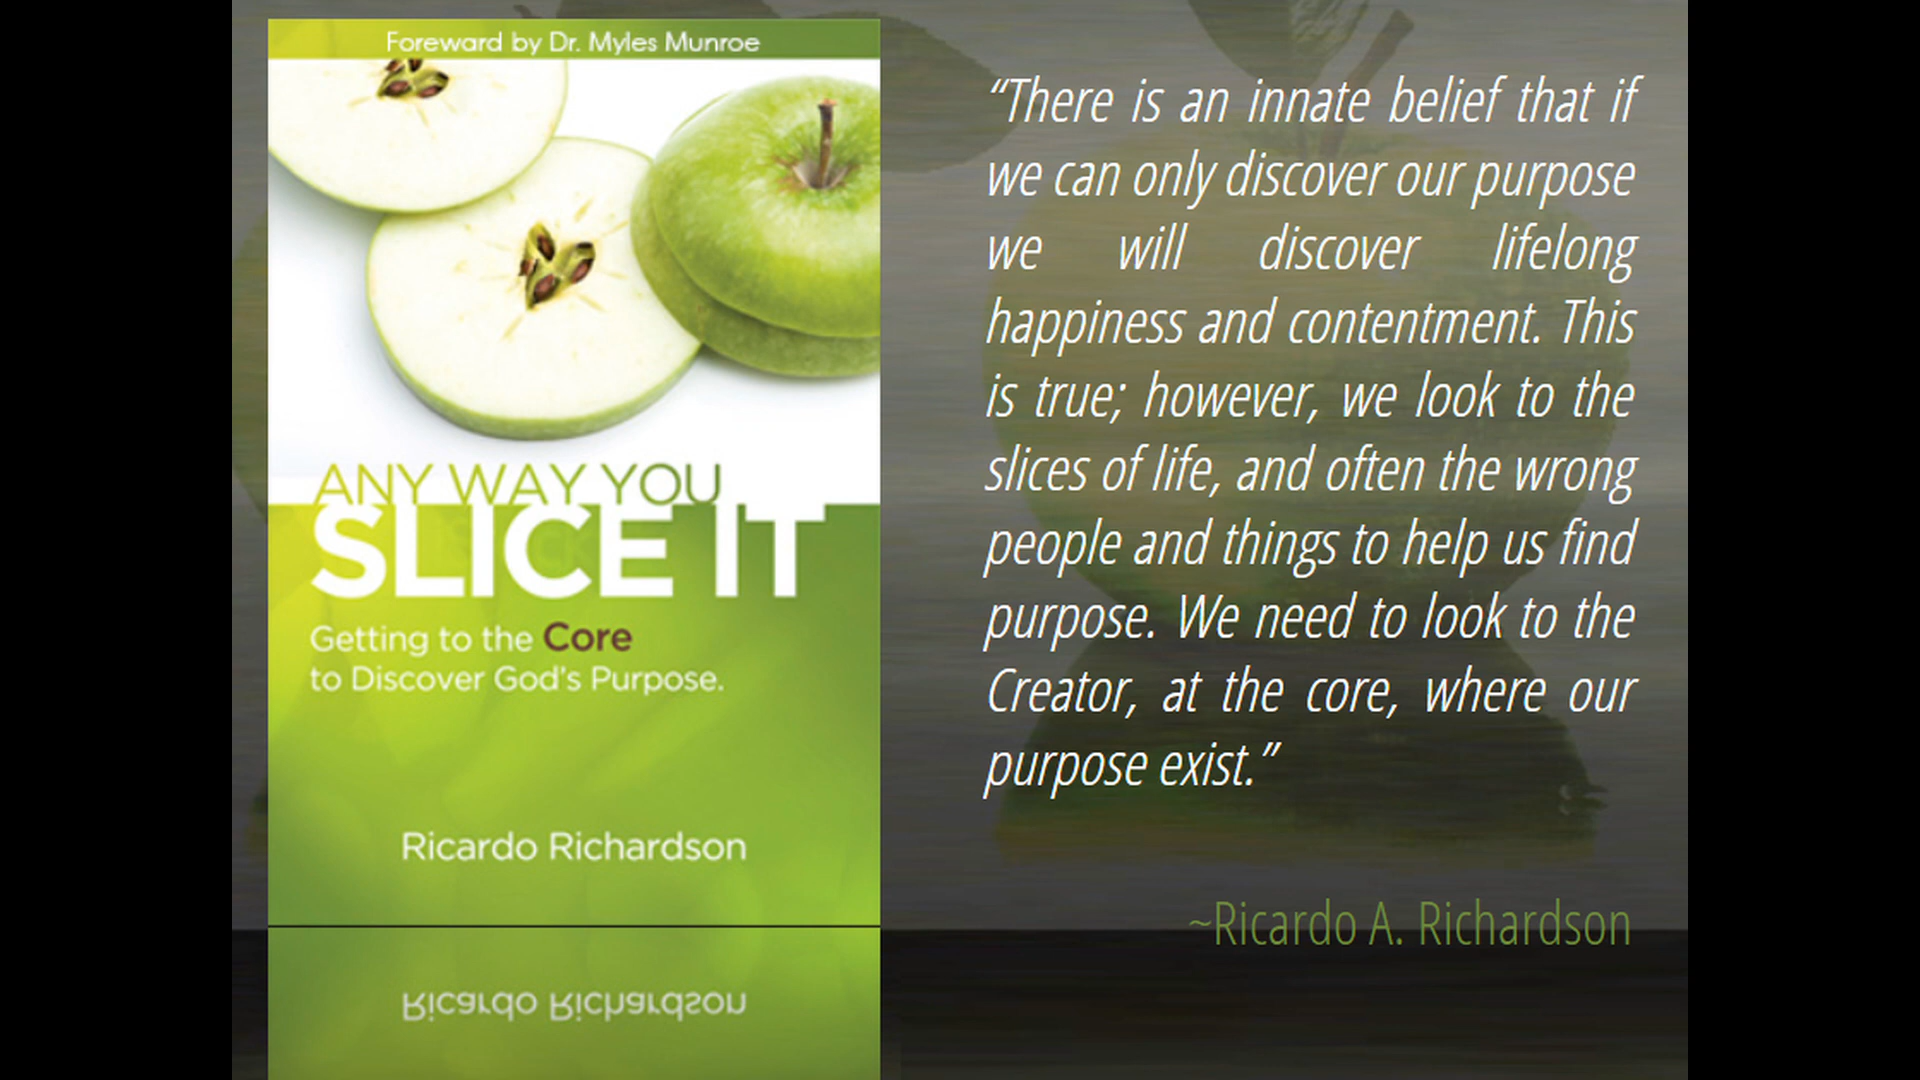 Foreward by Dr. Myles Munroe
ANY WAY YOU
SLICE IT
Getting to the Core
to Discover God's Purpose.
Ricardo Richardson
Ricardo Richardson
“There is an innate belief that if
we can only discover our purpose
we will discover lifelong
happiness and contentment. This
is true; however, we look to the
slices of life, and often the wrong
people and things to help us find
purpose. We need to look to the
Creator, at the core, where our
purpose exist.”
~Ricardo A. Richardson